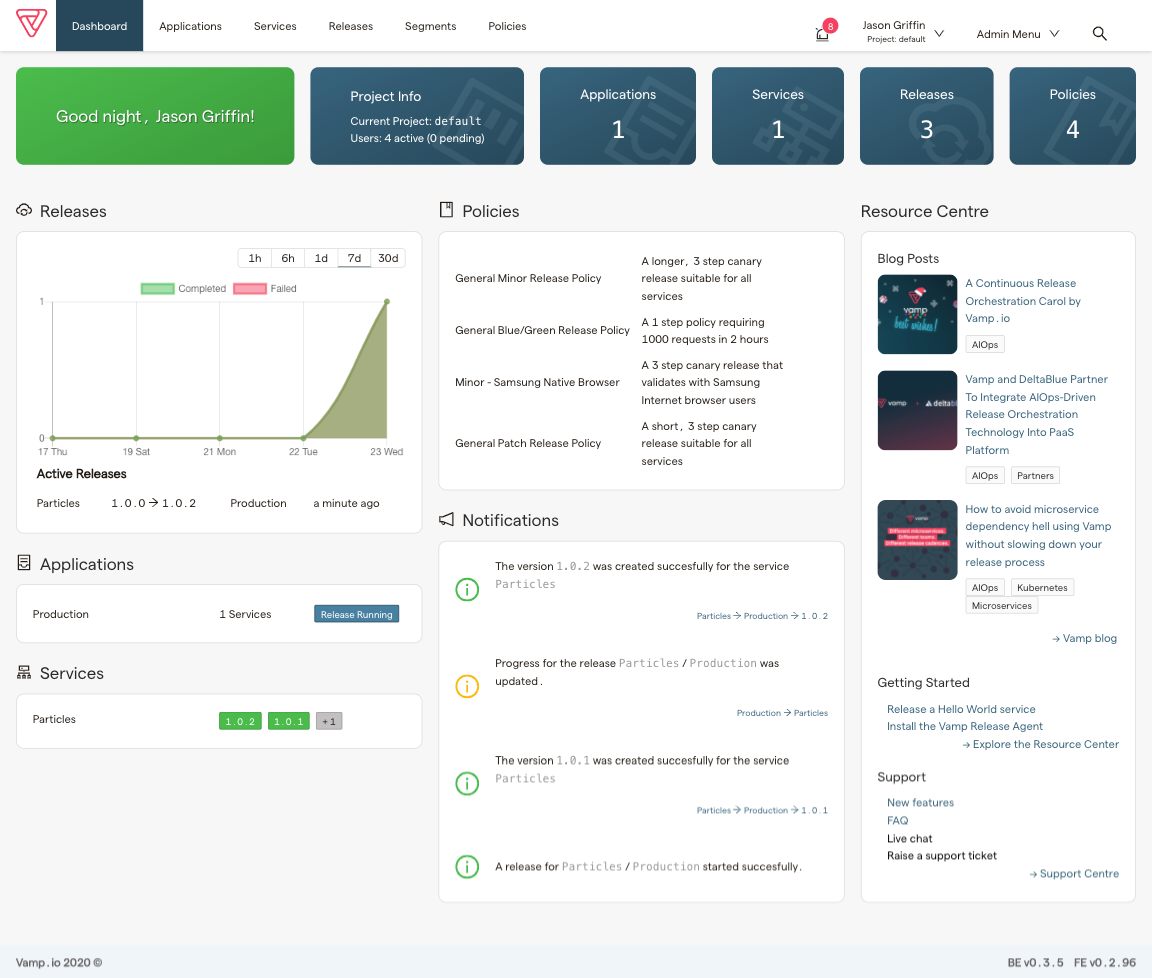 Dashboard
Applications
Services
Releases
Segments
Policies
8
Jason Griffin
Project: default
Admin Menu
Good night, Jason Griffin!
Project Info
Current Project: default
Users: 4 active (0 pending)
Applications
1
Services
1
Releases
3
Policies
4
Releases
1h 6h 1d 7d 30d
Completed Failed
1
0
17 Thu 19 Sat 21 Mon 22 Tue 23 Wed
Active Releases
Particles 1.0.0 → 1.0.2 Production a minute ago
Applications
Production 1 Services Release Running
Services
Particles 1.0.2 1.0.1 +1
Policies
General Minor Release Policy
A longer, 3 step canary
release suitable for all
services
General Blue/Green Release Policy
A 1 step policy requiring
1000 requests in 2 hours
Minor - Samsung Native Browser
A 3 step canary release that
validates with Samsung
Internet browser users
General Patch Release Policy
A short, 3 step canary
release suitable for all
services
Notifications
The version 1.0.2 was created succesfully for the service
Particles
Particles → Production → 1.0.2
Progress for the release Particles / Production was
updated.
Production → Particles
The version 1.0.1 was created succesfully for the service
Particles
Particles → Production → 1.0.1
A release for Particles / Production started succesfully.
Resource Centre
Blog Posts
vamp
best wishes!
A Continuous Release
Orchestration Carol by
Vamp.io
AIOps
vamp deltabl
Vamp and DeltaBlue Partner
To Integrate AIOps-Driven
Release Orchestration
Technology Into PaaS
Platform
AIOps Partners
vamp
Different microservices.
Different teams.
Different release cadences.
How to avoid microservice
dependency hell using Vamp
without slowing down your
release process
AIOps Kubernetes
Microservices
→ Vamp blog
Getting Started
Release a Hello World service
Install the Vamp Release Agent
→ Explore the Resource Center
Support
New features
FAQ
Live chat
Raise a support ticket
→ Support Centre
Vamp.io 2020 ©
BE v0.3.5 FE v0.2.96